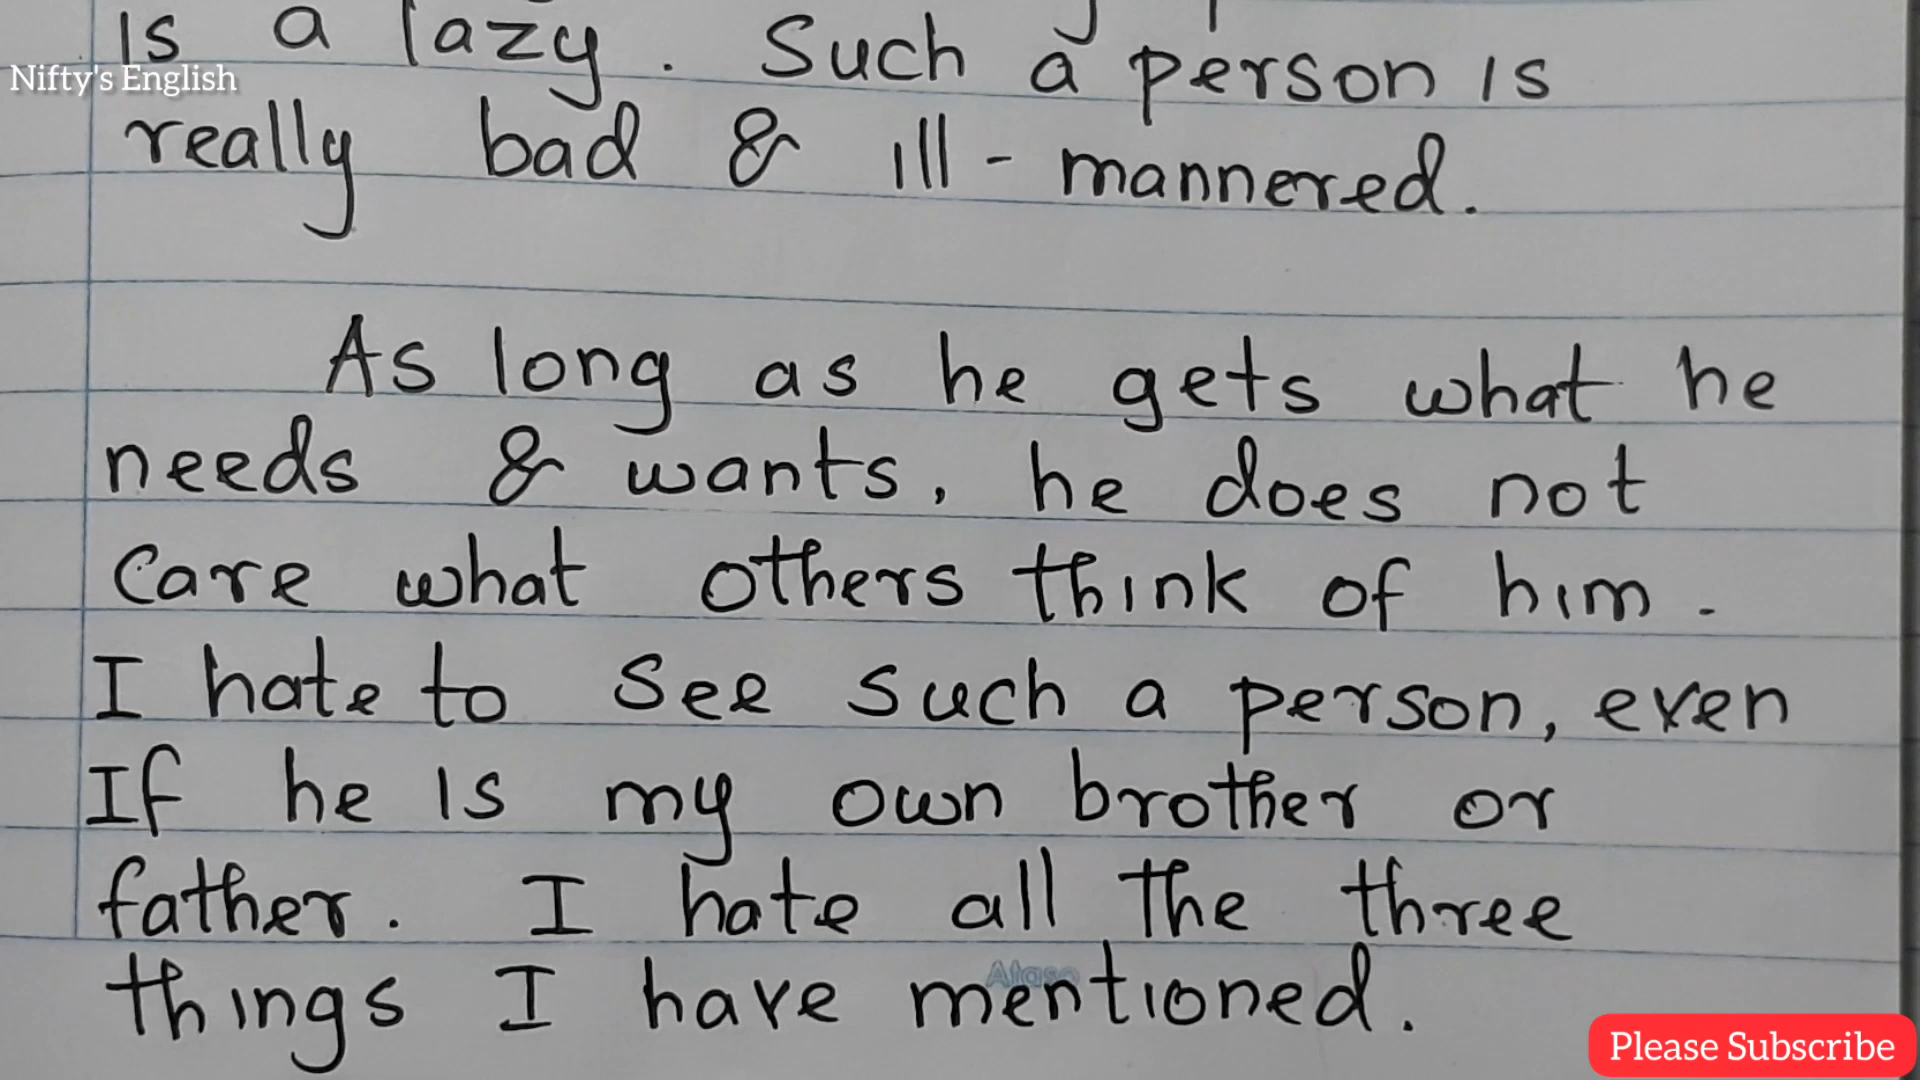 is a lazy. Such a person is
Nifty's English
really bad & ill-mannered.
As long as he gets what he
needs & wants, he does not
care what others think of him.
I hate to see such a person, even
If he is my own brother or
father. I hate all the three
things I have mentioned.
Please Subscribe